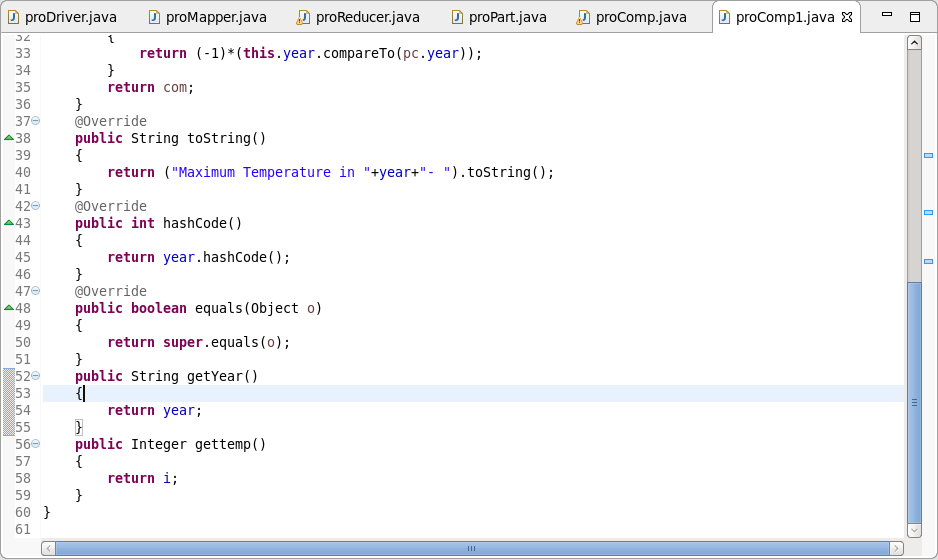 proDriver.java proMapper.java proReducer.java proPart.java proComp.java proComp1.java
32 {
33 return (-1)*(this.year.compareTo(pc.year));
34 }
35 return com;
36 }
37 @Override
38 public String toString()
39 {
40 return ("Maximum Temperature in "+year+"- ").toString();
41 }
42 @Override
43 public int hashCode()
44 {
45 return year.hashCode();
46 }
47 @Override
48 public boolean equals(Object o)
49 {
50 return super.equals(o);
51 }
52 public String getYear()
53 {
54 return year;
55 }
56 public Integer gettemp()
57 {
58 return i;
59 }
60 }
61